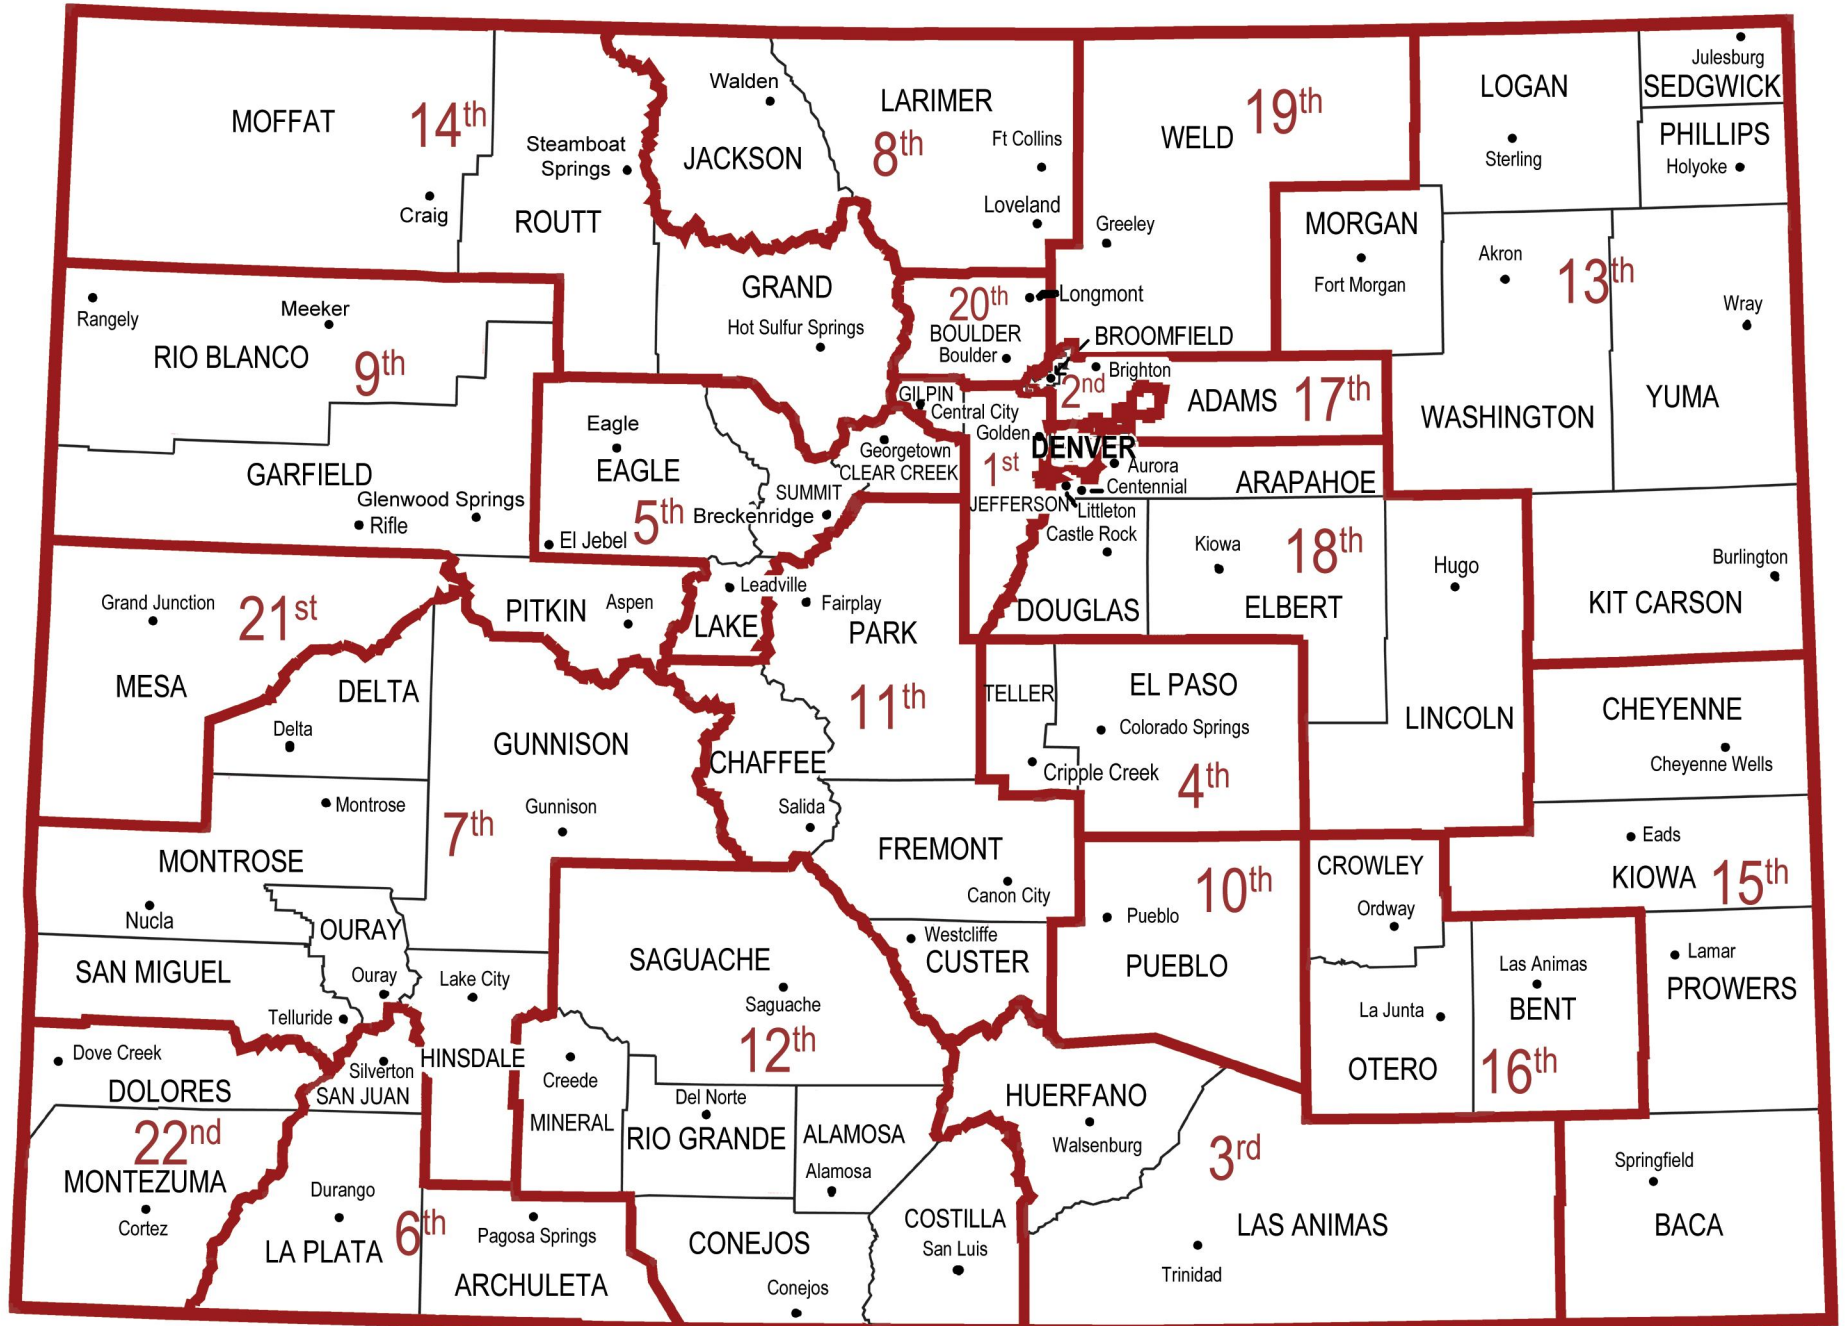 MOFFAT
14th
Craig
Steamboat
Springs
ROUTT
Walden
JACKSON
LARIMER
8th
Ft Collins
Loveland
WELD
19th
Greeley
LOGAN
Sterling
Julesburg
SEDGWICK
PHILLIPS
Holyoke
MORGAN
Fort Morgan
Akron
13th
Wray
WASHINGTON
YUMA
Rangely
Meeker
RIO BLANCO
9th
GRAND
Hot Sulfur Springs
20th
Longmont
BOULDER
Boulder
BROOMFIELD
2nd
Brighton
ADAMS
17th
GILPIN
Central City
Golden
DENVER
1st
JEFFERSON
Georgetown
CLEAR CREEK
Aurora
Centennial
Littleton
ARAPAHOE
GARFIELD
Glenwood Springs
Rifle
Eagle
EAGLE
5th
El Jebel
SUMMIT
Breckenridge
Castle Rock
DOUGLAS
Kiowa
18th
ELBERT
Hugo
LINCOLN
Burlington
KIT CARSON
Grand Junction
21st
MESA
PITKIN
Aspen
Leadville
LAKE
Fairplay
PARK
11th
DELTA
Delta
GUNNISON
Gunnison
7th
CHAFFEE
Salida
TELLER
Cripple Creek
EL PASO
Colorado Springs
4th
CHEYENNE
Cheyenne Wells
Montrose
MONTROSE
Nucla
FREMONT
Canon City
10th
Pueblo
PUEBLO
CROWLEY
Ordway
Eads
KIOWA
15th
OURAY
Ouray
SAN MIGUEL
Telluride
Lake City
HINSDALE
SAGUACHE
Saguache
12th
Westcliffe
CUSTER
La Junta
OTERO
Las Animas
BENT
16th
Lamar
PROWERS
Dove Creek
DOLORES
Silverton
SAN JUAN
Creede
MINERAL
Del Norte
RIO GRANDE
ALAMOSA
Alamosa
HUERFANO
Walsenburg
3rd
22nd
MONTEZUMA
Cortez
Durango
LA PLATA
6th
Pagosa Springs
ARCHULETA
CONEJOS
Conejos
COSTILLA
San Luis
LAS ANIMAS
Trinidad
Springfield
BACA